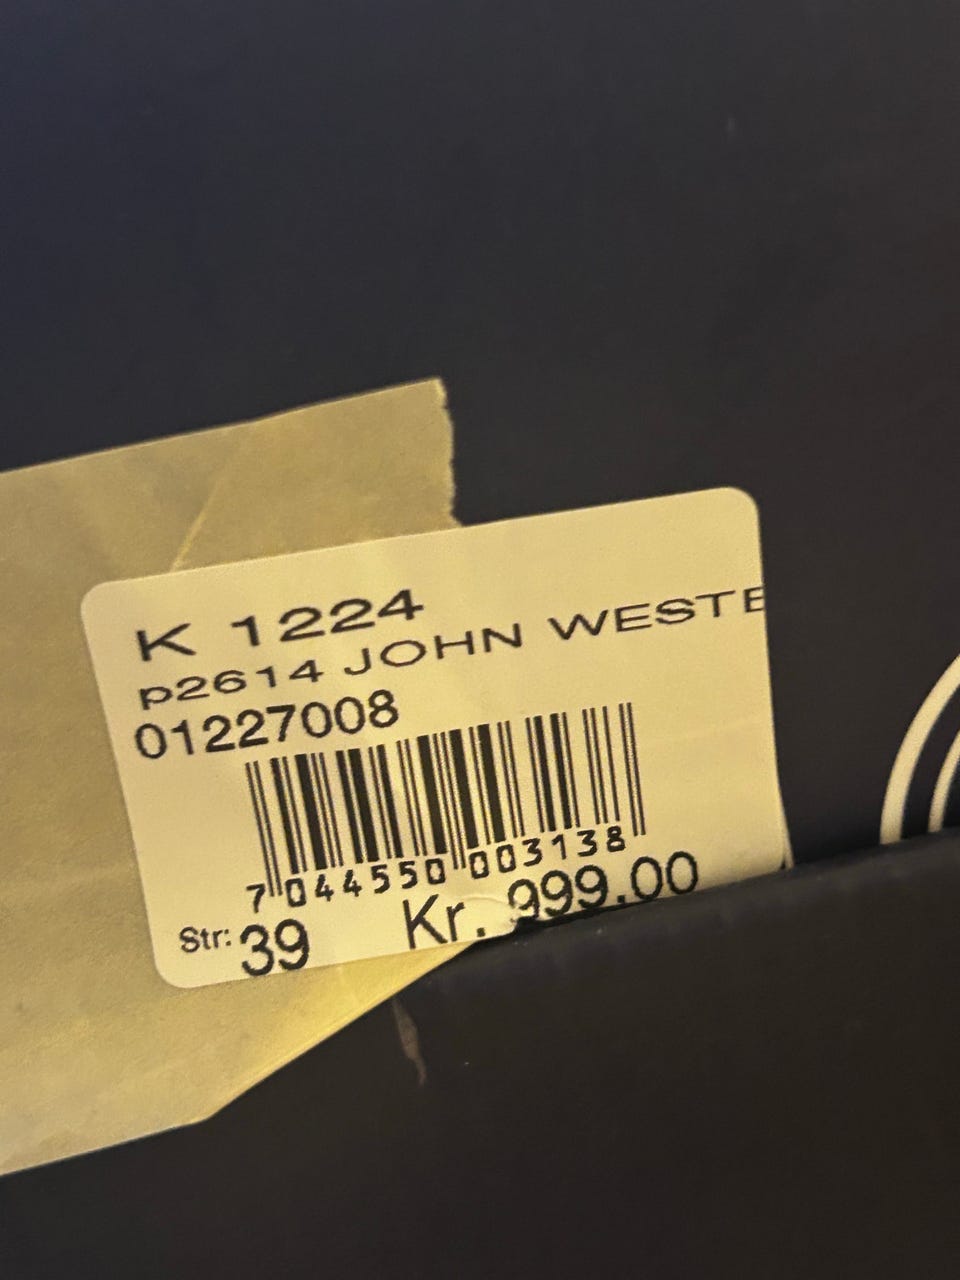 K 1224
p2614 JOHN WESTE
01227008
7 044550 003138
Str: 39 Kr. 999.00